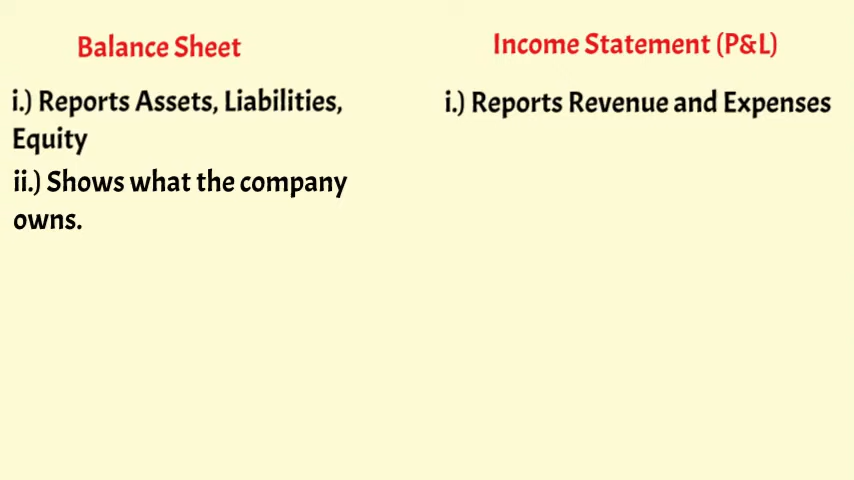 Balance Sheet
i.) Reports Assets, Liabilities,
Equity
ii.) Shows what the company
owns.
Income Statement (P&L)
i.) Reports Revenue and Expenses